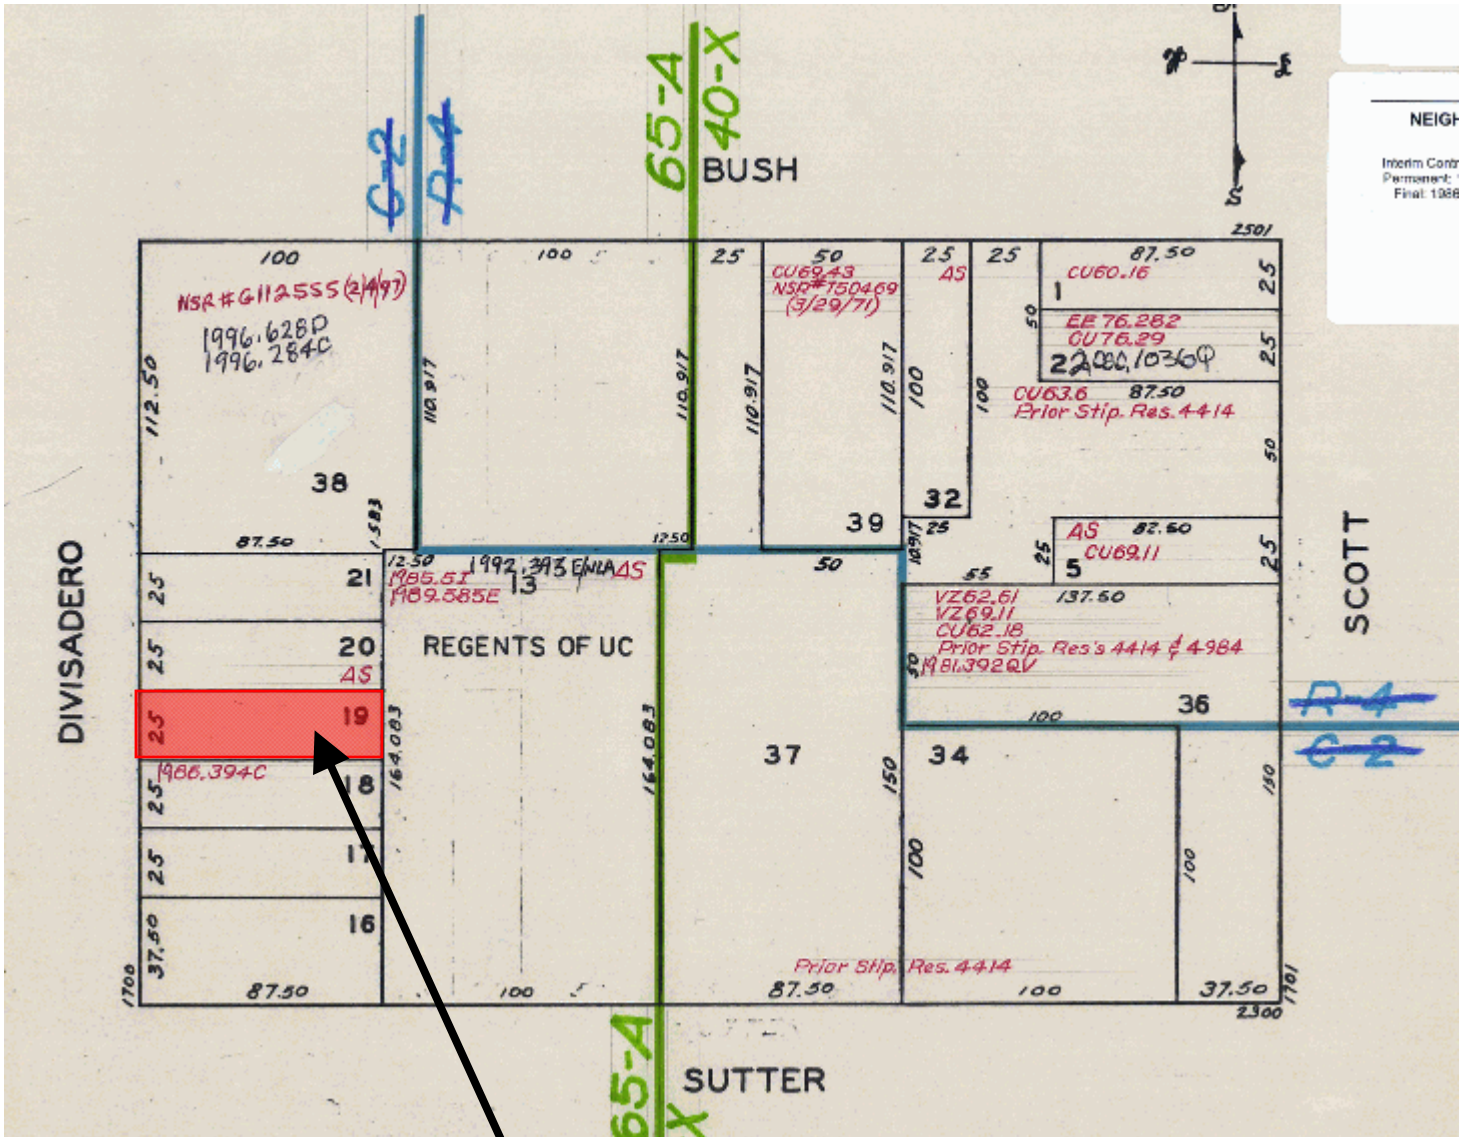 65-A
40-X
C-2
R-4
BUSH
S
NEIGH
Interim Contr
Permanent: 1
Final: 1986
2501
100
100
25
50
25
25
87.50
NSR#G112555(2/4/97)
1996.628D
1996.284C
CU69.43
NSR#T50469
(3/29/71)
AS
CU60.16
1
25
50
EE 76.282
CU76.29
2
25
112.50
110.917
110.917
110.917
110.917
100
100
CU63.6
87.50
Prior Stip. Res. 4414
50
38
1.583
39
32
87.50
12.50
12.50
1992.393 E/NLA
AS
1985.5I
1989.585E
13
50
10.917
25
25
AS
82.50
CU69.11
5
25
55
137.50
SCOTT
DIVISADERO
25
21
25
20
AS
REGENTS OF UC
VZ62.61
VZ69.11
CU62.18
Prior Stip. Res's 4414 & 4984
1981.392QV
50
36
R-4
C-2
100
25
19
1986.394C
25
18
164.083
164.083
37
34
150
150
25
17
100
100
37.50
16
Prior Stip. Res. 4414
1700
87.50
100
87.50
100
37.50
1701
2300
65-A
X
SUTTER